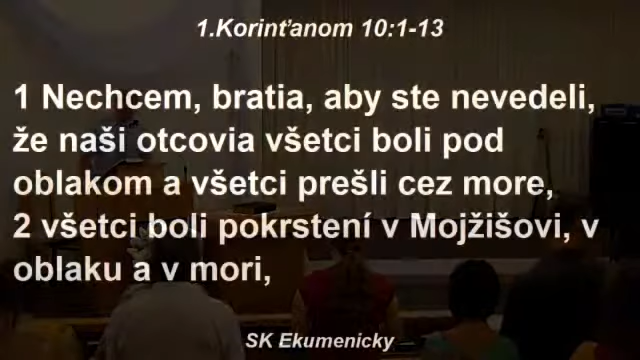 1.Korinťanom 10:1-13
1 Nechcem, bratia, aby ste nevedeli,
že naši otcovia všetci boli pod
oblakom a všetci prešli cez more,
2 všetci boli pokrstení v Mojžišovi, v
oblaku a v mori,
SK Ekumenicky